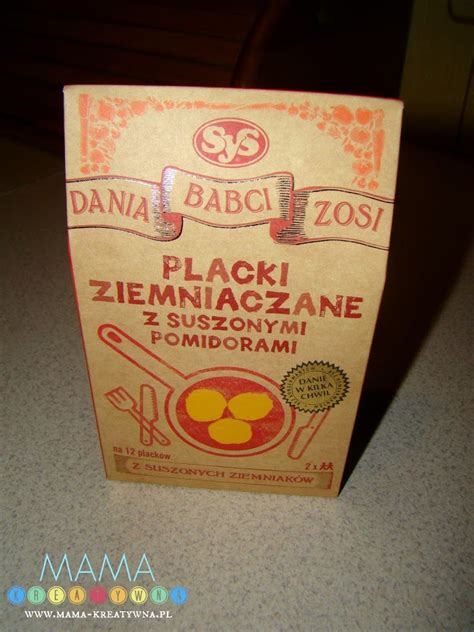 SyS
DANIA BABCI ZOSI
PLACKI
ZIEMNIACZANE
Z SUSZONYMI
POMIDORAMI
DANIE
W KILKA
CHWIL
na 12 placków
2 x
Z SUSZONYCH ZIEMNIAKÓW
MAMA
KREATYWNA
WWW.MAMA-KREATYWNA.PL